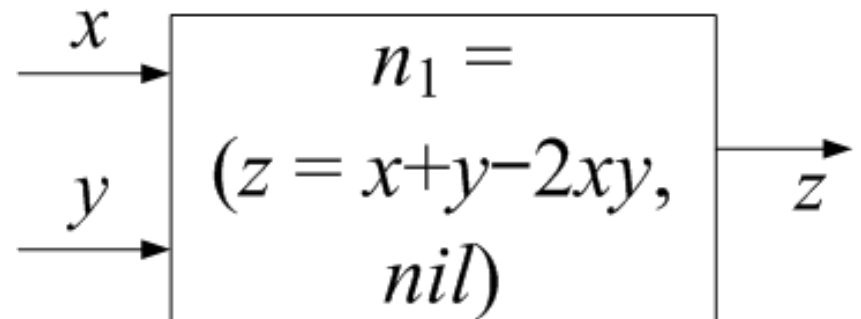 x
n₁ =
(z = x+y−2xy,
y
z
nil)